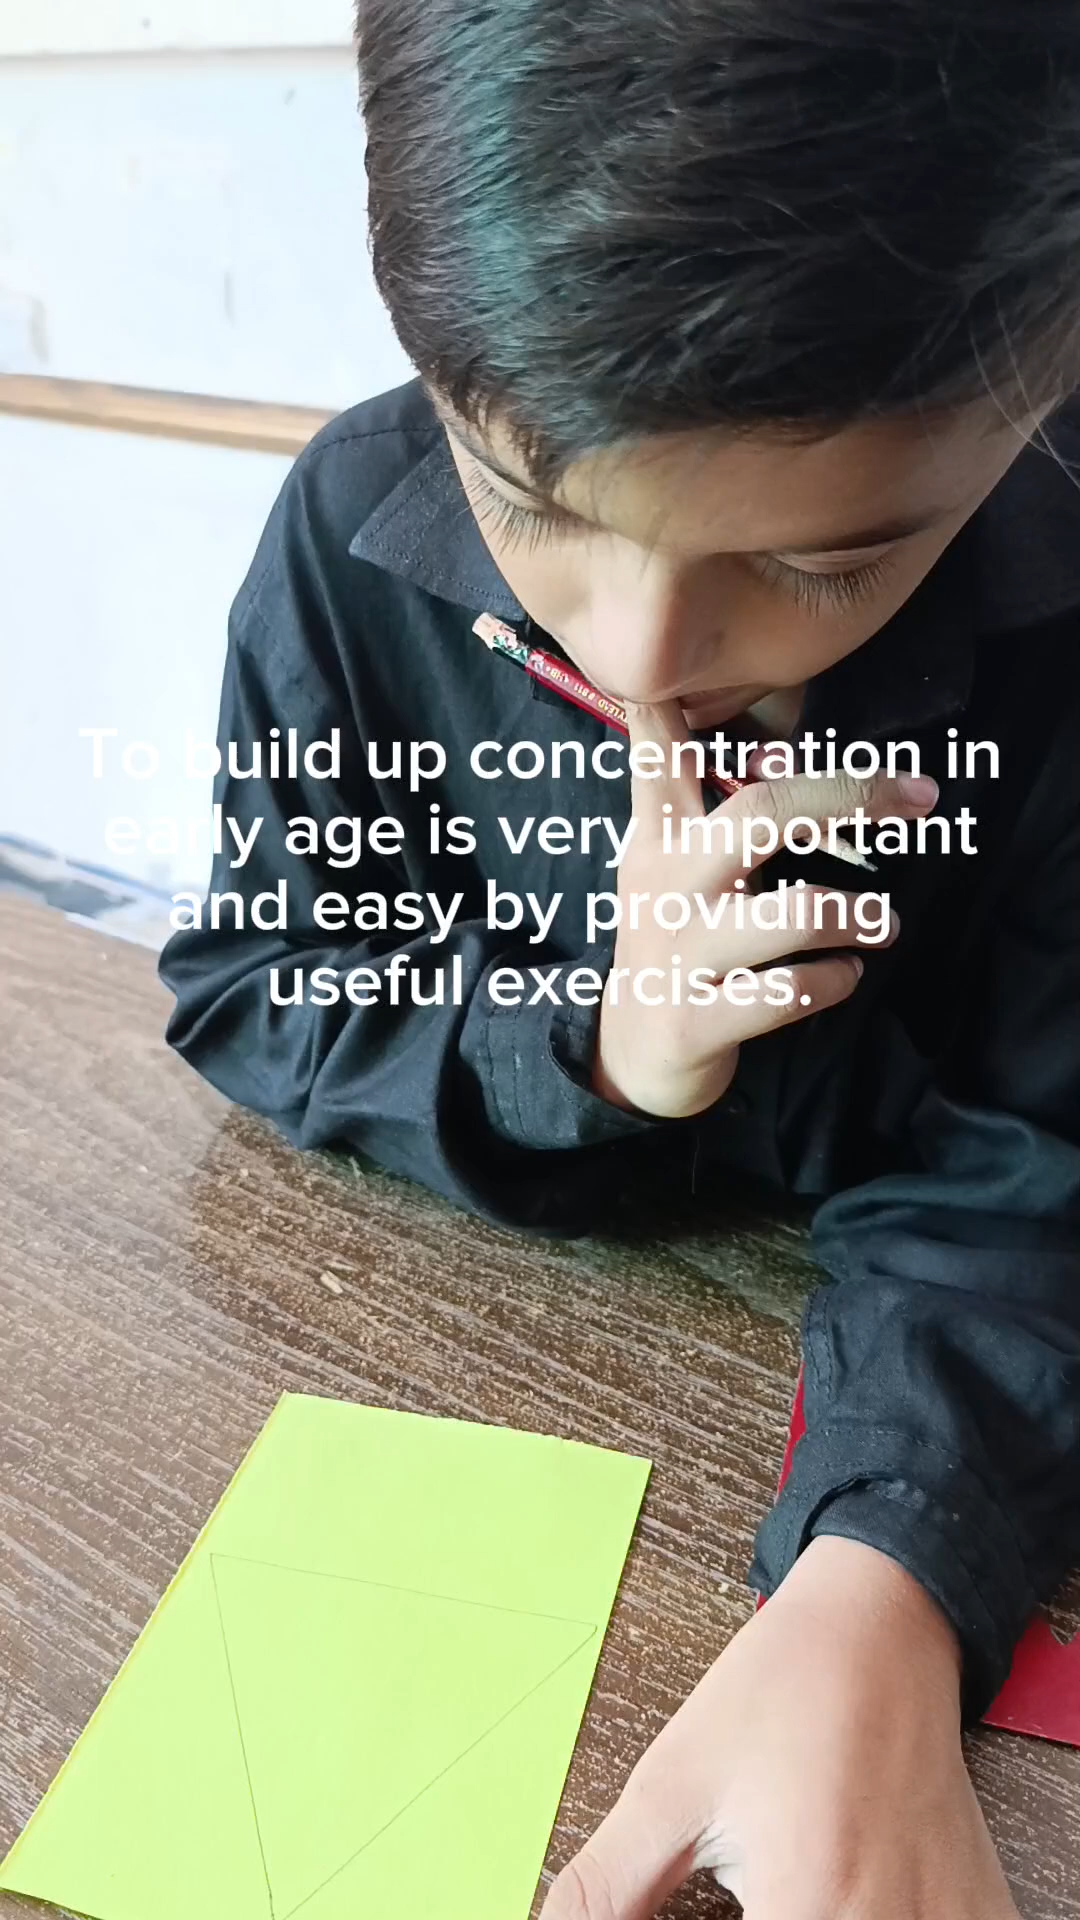 To build up concentration in
early age is very important
and easy by providing
useful exercises.